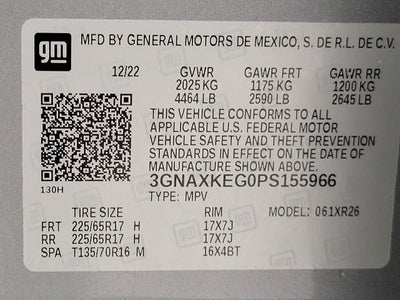 gm MFD BY GENERAL MOTORS DE MEXICO, S. DE R.L. DE C.V.
12/22 GVWR GAWR FRT GAWR RR
2025 KG 1175 KG 1200 KG
4464 LB 2590 LB 2645 LB
THIS VEHICLE CONFORMS TO ALL
APPLICABLE U.S. FEDERAL MOTOR
VEHICLE SAFETY AND THEFT PREVENTION
STANDARDS IN EFFECT ON THE DATE OF
MANUFACTURE SHOWN ABOVE.
130H
3GNAXKEG0PS155966
TYPE: MPV
TIRE SIZE RIM MODEL: 061XR26
FRT 225/65R17 H 17X7J
RR 225/65R17 H 17X7J
SPA T135/70R16 M 16X4BT